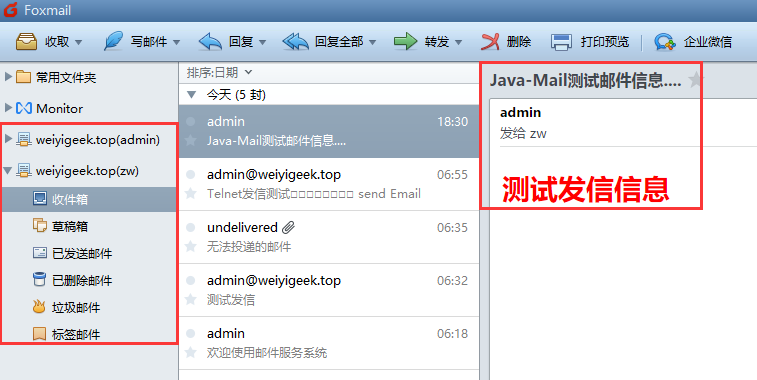 Foxmail
收取 写邮件 回复 回复全部 转发 删除 打印预览 企业微信
常用文件夹
Monitor
weiyigeek.top(admin)
weiyigeek.top(zw)
收件箱
草稿箱
已发送邮件
已删除邮件
垃圾邮件
标签邮件
排序:日期
今天 (5 封)
admin 18:30
Java-Mail测试邮件信息....
admin@weiyigeek.top 06:55
Telnet发信测试□□□□□□□□ send Email
undelivered 06:35
无法投递的邮件
admin@weiyigeek.top 06:32
测试发信
admin 06:18
欢迎使用邮件服务系统
Java-Mail测试邮件信息....
admin
发给 zw
测试发信信息